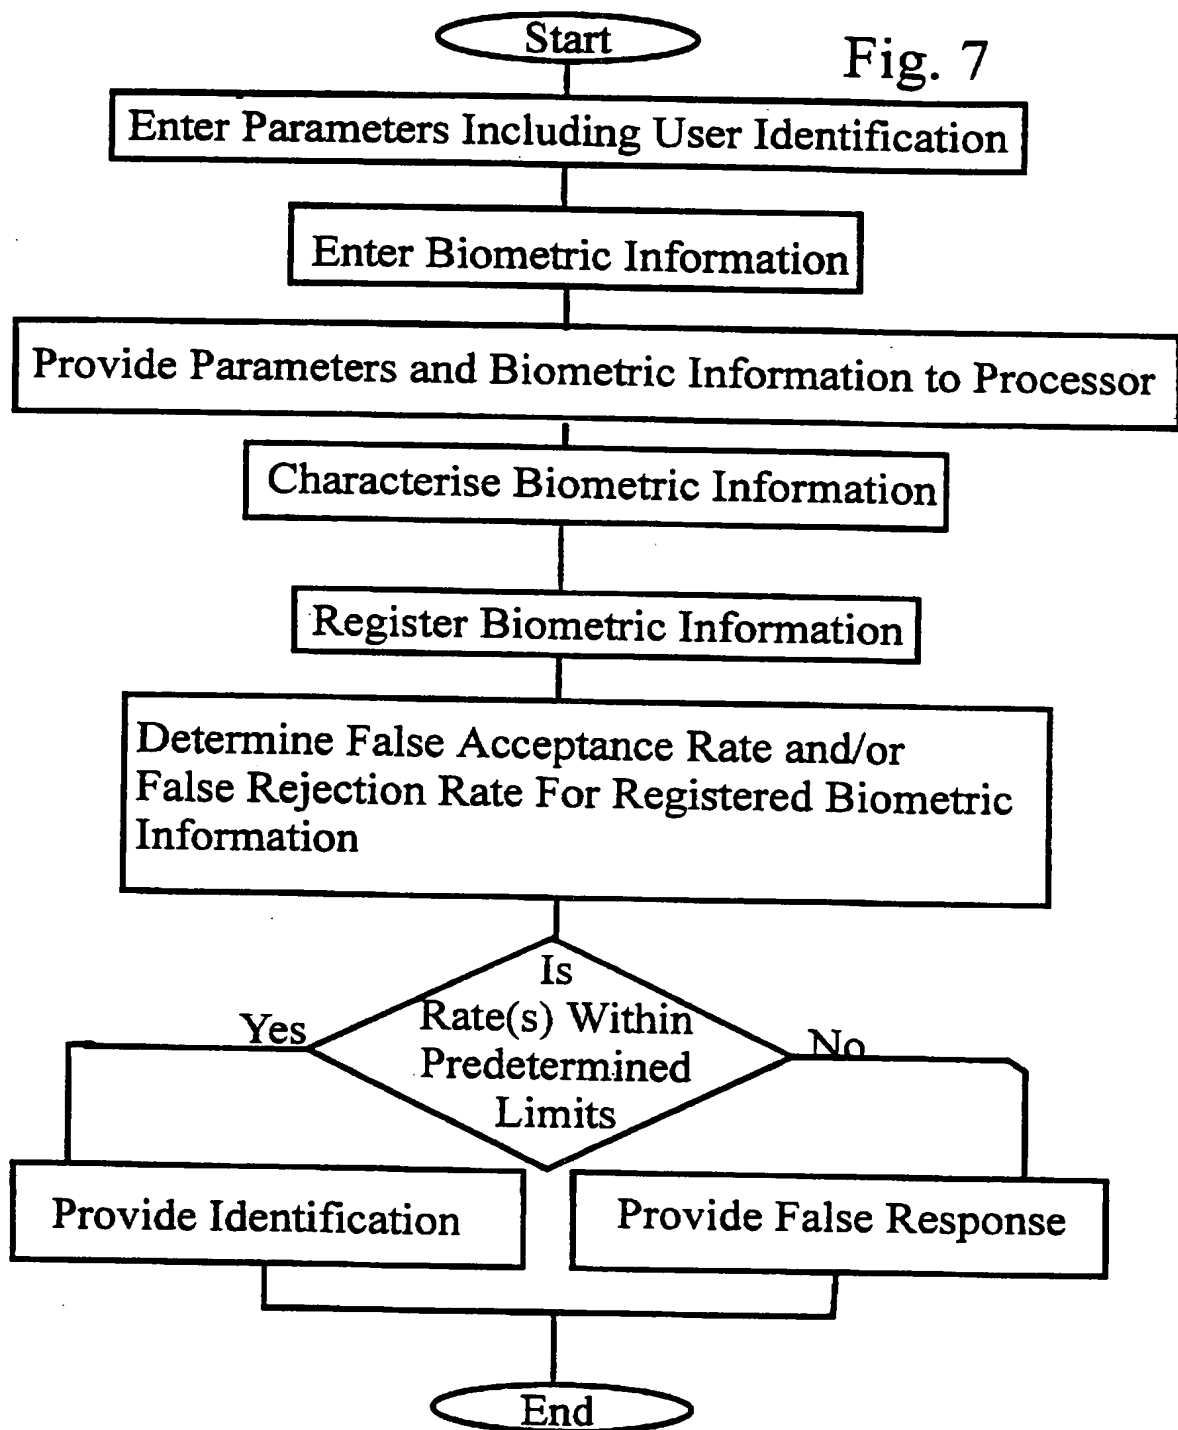 Start
Fig. 7
Enter Parameters Including User Identification
Enter Biometric Information
Provide Parameters and Biometric Information to Processor
Characterise Biometric Information
Register Biometric Information
Determine False Acceptance Rate and/or
False Rejection Rate For Registered Biometric
Information
Is
Rate(s) Within
Predetermined
Limits
Yes
No
Provide Identification
Provide False Response
End